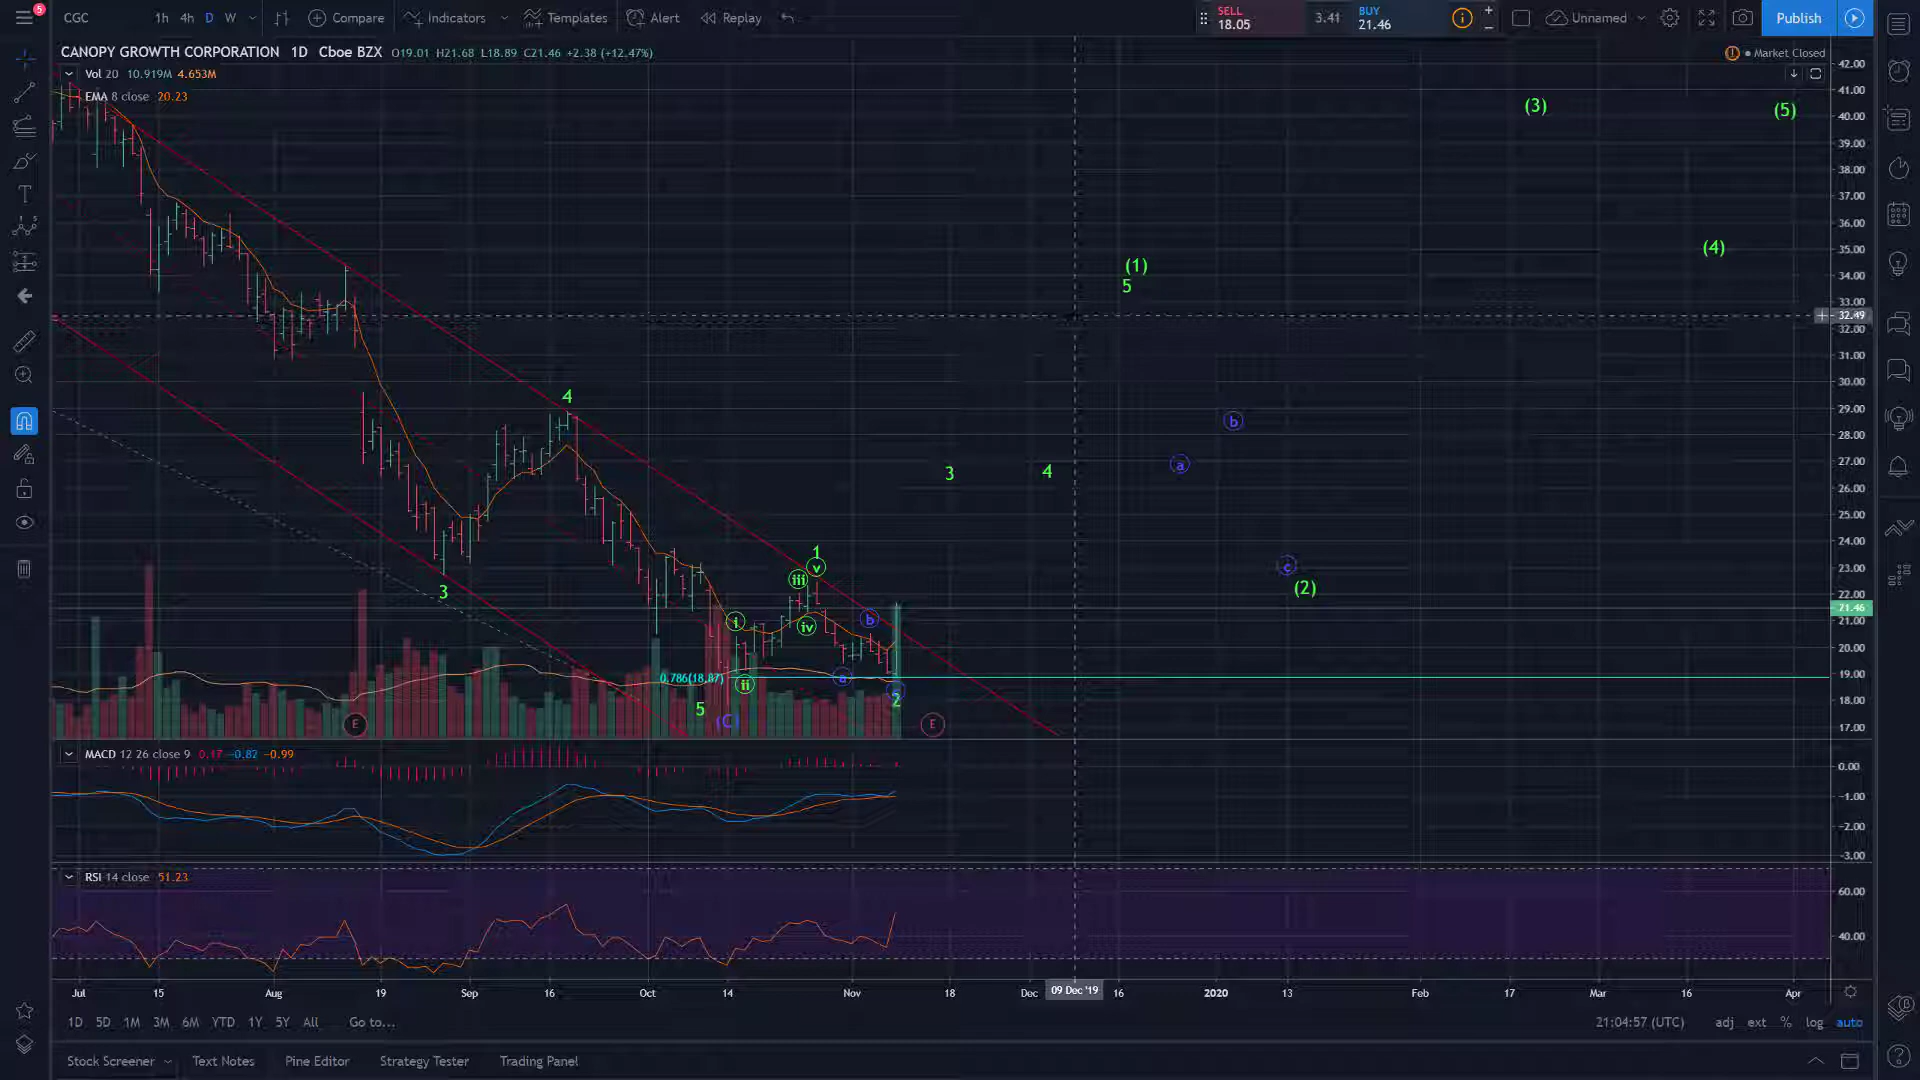 5
CGC 1h 4h D W Compare Indicators Templates Alert Replay SELL 18.05 3.41 BUY 21.46 Unnamed Publish
CANOPY GROWTH CORPORATION 1D Cboe BZX O19.01 H21.68 L18.89 C21.46 +2.38 (+12.47%) Market Closed
Vol 20 10.919M 4.653M
EMA 8 close 20.23
42.00
41.00
40.00
39.00
38.00
37.00
36.00
35.00
34.00
33.00
32.49
32.00
31.00
30.00
29.00
28.00
27.00
26.00
25.00
24.00
23.00
22.00
21.46
21.00
20.00
19.00
18.00
17.00
(3)
(5)
(4)
(1)
5
4
b
a
3
4
1
v
iii
c
3
(2)
i
iv
b
0.786(18.87)
ii
a
2
5
(C)
E
E
MACD 12 26 close 9 0.17 −0.82 −0.99
0.00
−1.00
−2.00
−3.00
RSI 14 close 51.23
60.00
40.00
Jul 15 Aug 19 Sep 16 Oct 14 Nov 18 Dec 09 Dec '19 16 2020 13 Feb 17 Mar 16 Apr
1D 5D 1M 3M 6M YTD 1Y 5Y All Go to... 21:04:57 (UTC) adj ext % log auto
Stock Screener Text Notes Pine Editor Strategy Tester Trading Panel